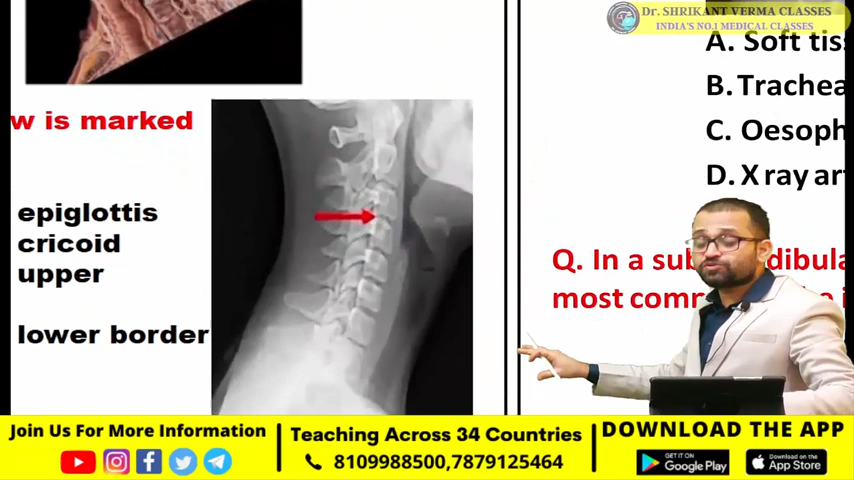 Dr. SHRIKANT VERMA CLASSES
INDIA'S NO.1 MEDICAL CLASSES
w is marked
epiglottis
cricoid
upper
lower border
A. Soft tis
B. Trachea
C. Oesoph
D. X ray ar
Q. In a sub
dibula
most com
Join Us For More Information
Teaching Across 34 Countries
8109988500,7879125464
DOWNLOAD THE APP
GET IT ON
Google Play
Download on the
App Store